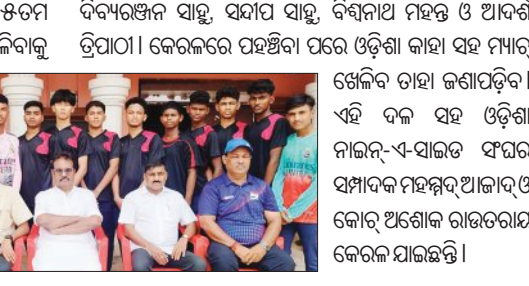 ୫ତମ
ଳିବାକୁ
ଦିବ୍ୟରଞ୍ଜନ ସାହୁ, ସନ୍ଦୀପ ସାହୁ, ବିଶ୍ୱନାଥ ମହନ୍ତ ଓ ଆଦର୍ଶ
ତ୍ରିପାଠୀ। କେରଳରେ ପହଞ୍ଚିବା ପରେ ଓଡ଼ିଶା କାହା ସହ ମ୍ୟାଚ୍
ଖେଳିବ ତାହା ଜଣାପଡ଼ିବ।
ଏହି ଦଳ ସହ ଓଡ଼ିଶା
ନାଇନ୍-ଏ-ସାଇଡ ସଂଘର
ସମ୍ପାଦକ ମହମ୍ମଦ୍ ଆଜାଦ୍ ଓ
କୋଚ୍ ଅଶୋକ ରାଉତରାୟ
କେରଳ ଯାଇଛନ୍ତି।